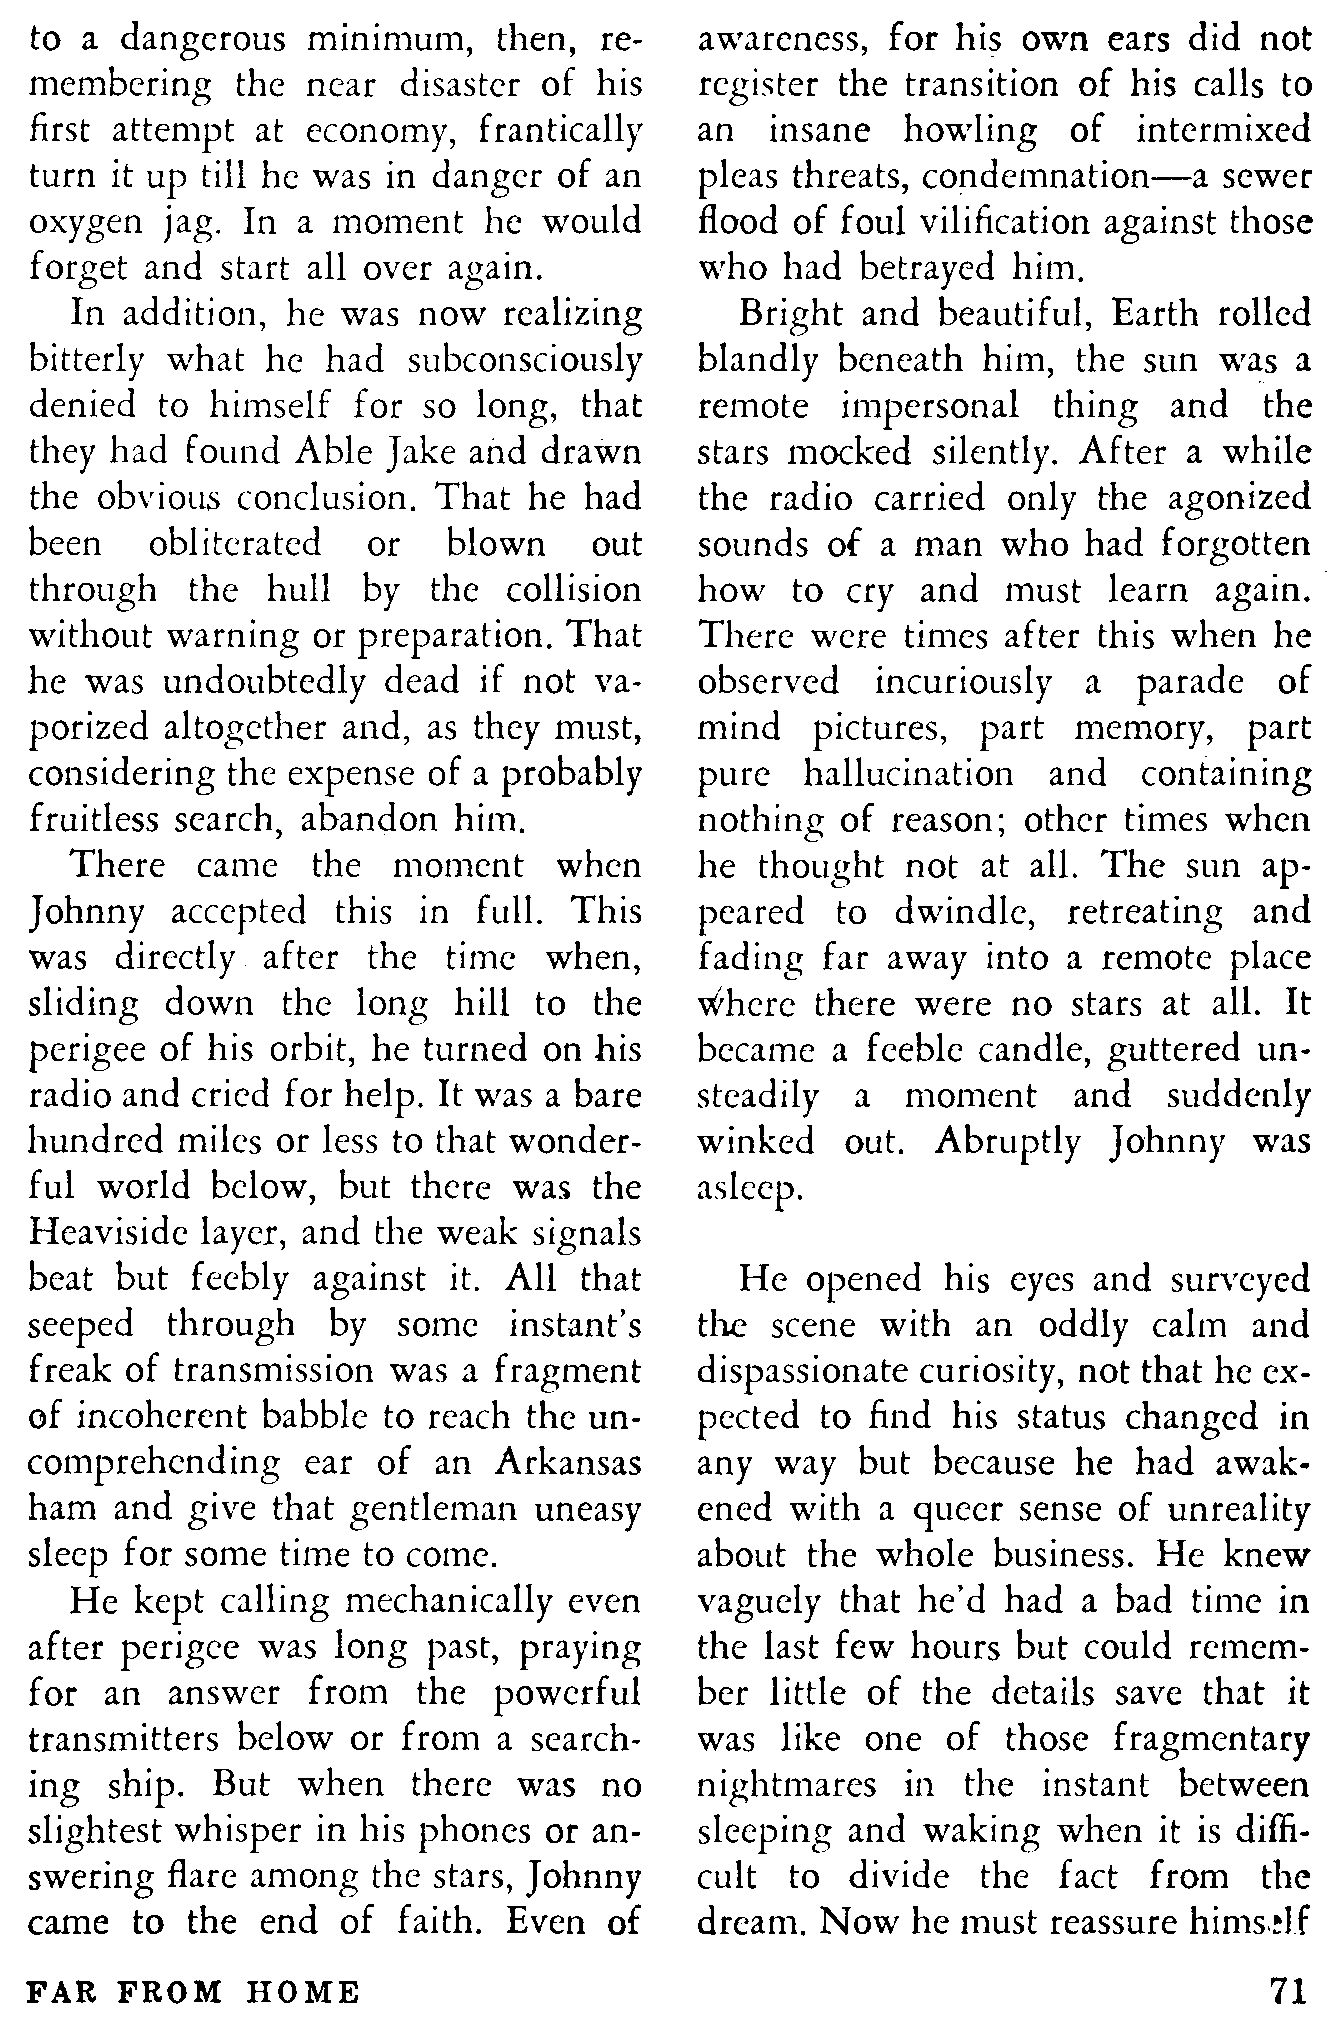 to a dangerous minimum, then, re-
membering the near disaster of his
first attempt at economy, frantically
turn it up till he was in danger of an
oxygen jag. In a moment he would
forget and start all over again.
In addition, he was now realizing
bitterly what he had subconsciously
denied to himself for so long, that
they had found Able Jake and drawn
the obvious conclusion. That he had
been obliterated or blown out
through the hull by the collision
without warning or preparation. That
he was undoubtedly dead if not va-
porized altogether and, as they must,
considering the expense of a probably
fruitless search, abandon him.
There came the moment when
Johnny accepted this in full. This
was directly after the time when,
sliding down the long hill to the
perigee of his orbit, he turned on his
radio and cried for help. It was a bare
hundred miles or less to that wonder-
ful world below, but there was the
Heaviside layer, and the weak signals
beat but feebly against it. All that
seeped through by some instant's
freak of transmission was a fragment
of incoherent babble to reach the un-
comprehending ear of an Arkansas
ham and give that gentleman uneasy
sleep for some time to come.
He kept calling mechanically even
after perigee was long past, praying
for an answer from the powerful
transmitters below or from a search-
ing ship. But when there was no
slightest whisper in his phones or an-
swering flare among the stars, Johnny
came to the end of faith. Even of
awareness, for his own ears did not
register the transition of his calls to
an insane howling of intermixed
pleas threats, condemnation—a sewer
flood of foul vilification against those
who had betrayed him.
Bright and beautiful, Earth rolled
blandly beneath him, the sun was a
remote impersonal thing and the
stars mocked silently. After a while
the radio carried only the agonized
sounds of a man who had forgotten
how to cry and must learn again.
There were times after this when he
observed incuriously a parade of
mind pictures, part memory, part
pure hallucination and containing
nothing of reason; other times when
he thought not at all. The sun ap-
peared to dwindle, retreating and
fading far away into a remote place
where there were no stars at all. It
became a feeble candle, guttered un-
steadily a moment and suddenly
winked out. Abruptly Johnny was
asleep.
He opened his eyes and surveyed
the scene with an oddly calm and
dispassionate curiosity, not that he ex-
pected to find his status changed in
any way but because he had awak-
ened with a queer sense of unreality
about the whole business. He knew
vaguely that he'd had a bad time in
the last few hours but could remem-
ber little of the details save that it
was like one of those fragmentary
nightmares in the instant between
sleeping and waking when it is diffi-
cult to divide the fact from the
dream. Now he must reassure himself
FAR FROM HOME 71